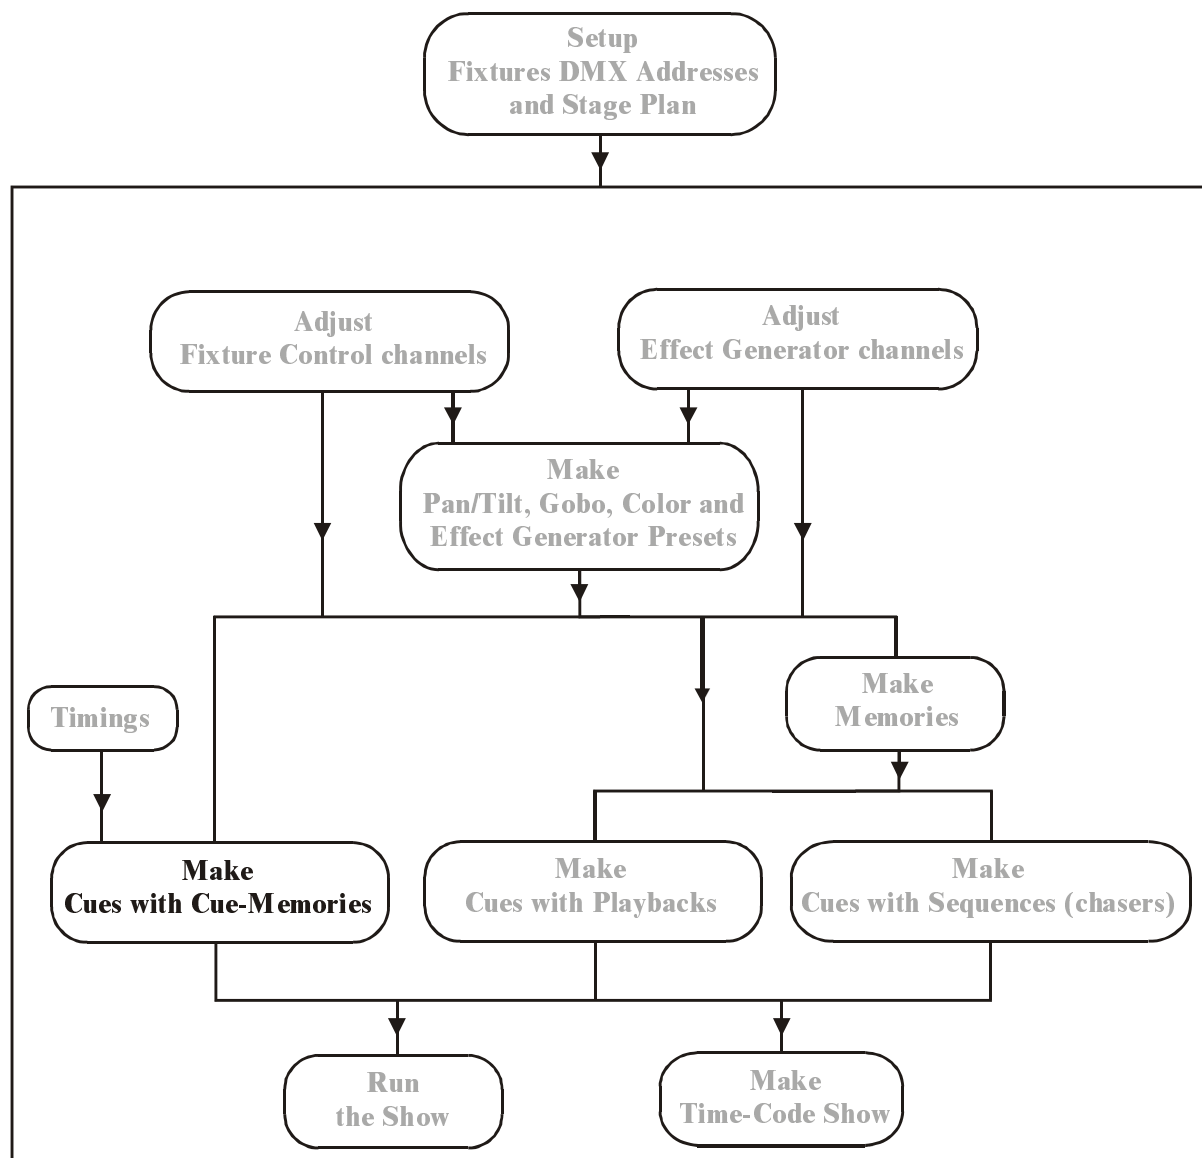 Setup
Fixtures DMX Addresses
and Stage Plan
Adjust
Fixture Control channels
Adjust
Effect Generator channels
Make
Pan/Tilt, Gobo, Color and
Effect Generator Presets
Make
Memories
Timings
Make
Cues with Cue-Memories
Make
Cues with Playbacks
Make
Cues with Sequences (chasers)
Run
the Show
Make
Time-Code Show